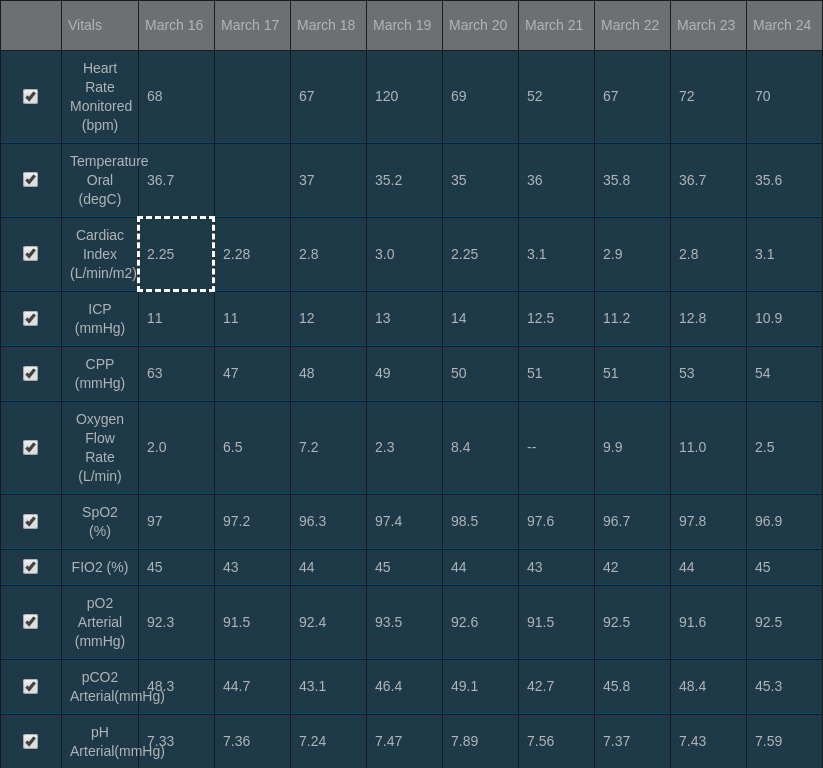 Vitals March 16 March 17 March 18 March 19 March 20 March 21 March 22 March 23 March 24
Heart
Rate
Monitored
(bpm)
68 67 120 69 52 67 72 70
Temperature
Oral
(degC)
36.7 37 35.2 35 36 35.8 36.7 35.6
Cardiac
Index
(L/min/m2)
2.25 2.28 2.8 3.0 2.25 3.1 2.9 2.8 3.1
ICP
(mmHg)
11 11 12 13 14 12.5 11.2 12.8 10.9
CPP
(mmHg)
63 47 48 49 50 51 51 53 54
Oxygen
Flow
Rate
(L/min)
2.0 6.5 7.2 2.3 8.4 -- 9.9 11.0 2.5
SpO2
(%)
97 97.2 96.3 97.4 98.5 97.6 96.7 97.8 96.9
FIO2 (%) 45 43 44 45 44 43 42 44 45
pO2
Arterial
(mmHg)
92.3 91.5 92.4 93.5 92.6 91.5 92.5 91.6 92.5
pCO2
Arterial(mmHg)
48.3 44.7 43.1 46.4 49.1 42.7 45.8 48.4 45.3
pH
Arterial(mmHg)
7.33 7.36 7.24 7.47 7.89 7.56 7.37 7.43 7.59